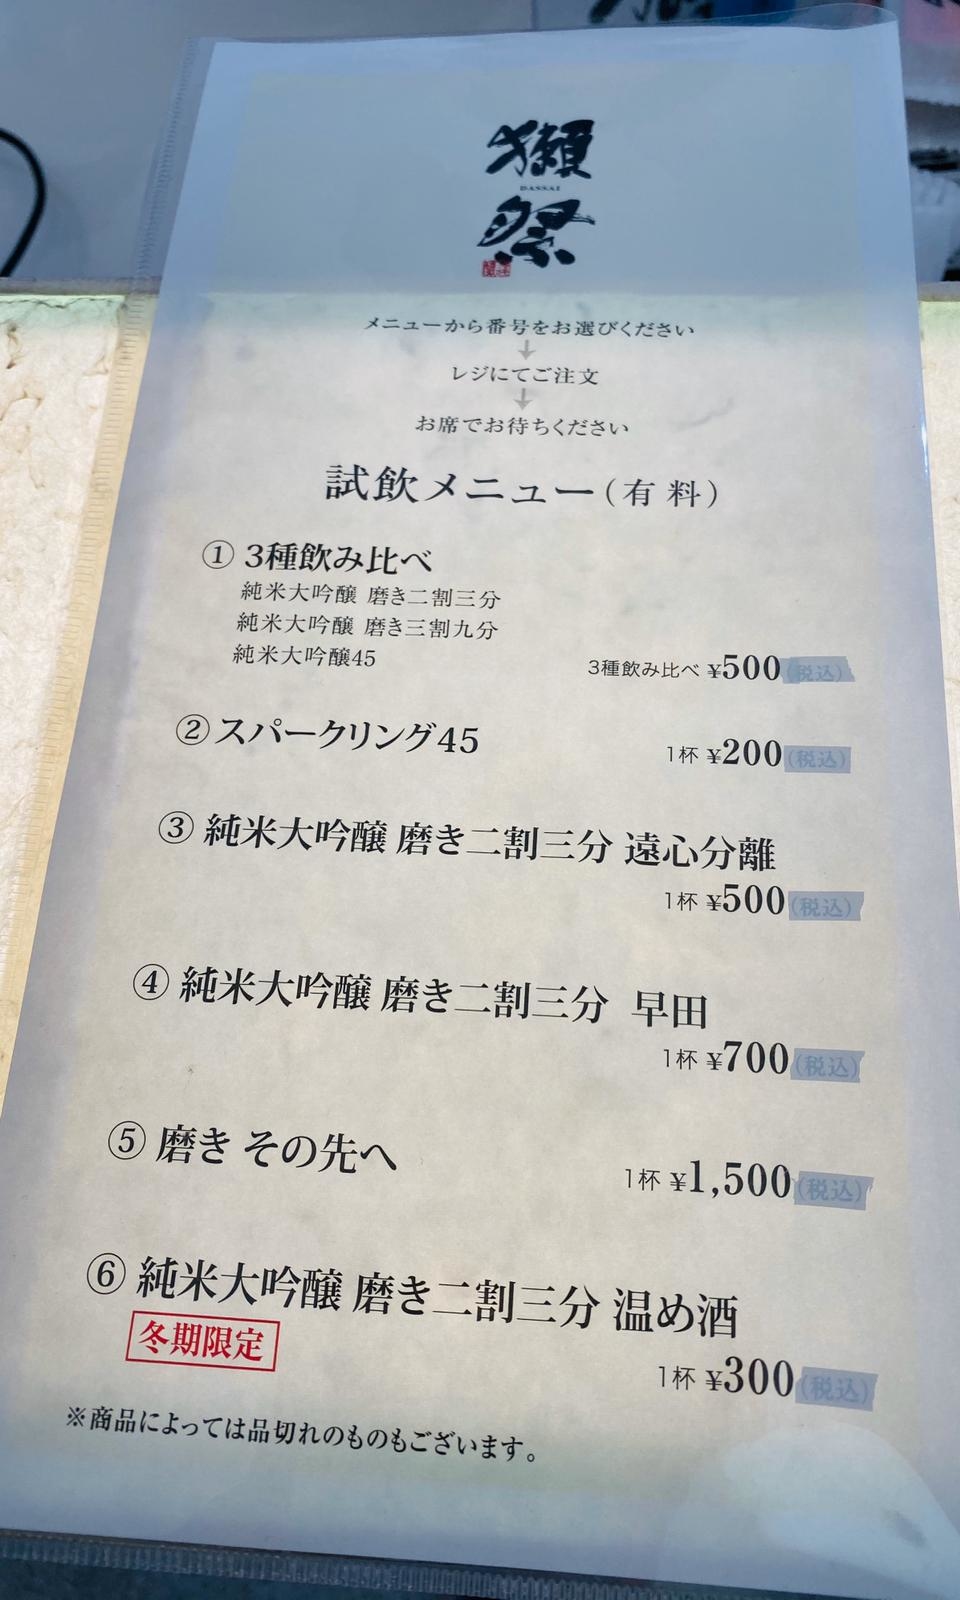 獺祭
DASSAI
メニューから番号をお選びください
↓
レジにてご注文
↓
お席でお待ちください
試飲メニュー（有料）
① 3種飲み比べ
純米大吟醸 磨き二割三分
純米大吟醸 磨き三割九分
純米大吟醸45
3種飲み比べ ¥500(税込)
② スパークリング45
1杯 ¥200(税込)
③ 純米大吟醸 磨き二割三分 遠心分離
1杯 ¥500(税込)
④ 純米大吟醸 磨き二割三分 早田
1杯 ¥700(税込)
⑤ 磨き その先へ
1杯 ¥1,500(税込)
⑥ 純米大吟醸 磨き二割三分 温め酒
冬期限定
1杯 ¥300(税込)
※商品によっては品切れのものもございます。